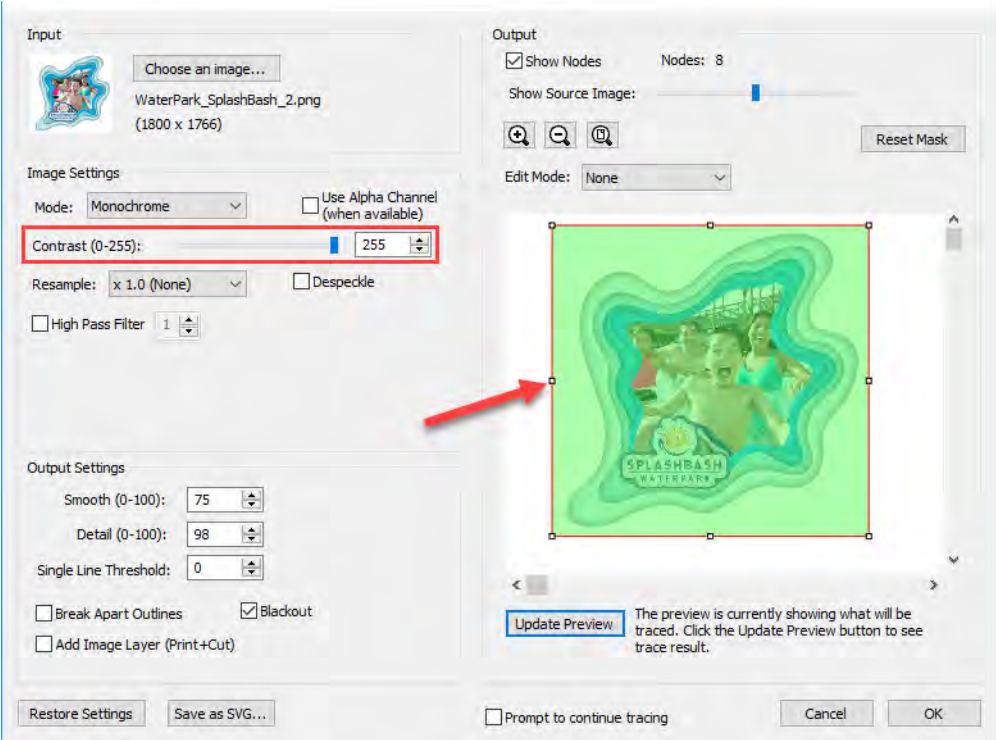 Input
Choose an image...
WaterPark_SplashBash_2.png
(1800 x 1766)
Image Settings
Mode: Monochrome
Use Alpha Channel
(when available)
Contrast (0-255): 255
Resample: x 1.0 (None)
Despeckle
High Pass Filter 1
Output Settings
Smooth (0-100): 75
Detail (0-100): 98
Single Line Threshold: 0
Break Apart Outlines
Blackout
Add Image Layer (Print+Cut)
Restore Settings
Save as SVG...
Output
Show Nodes
Nodes: 8
Show Source Image:
Reset Mask
Edit Mode: None
SPLASHBASH
WATERPARK
Update Preview
The preview is currently showing what will be
traced. Click the Update Preview button to see
trace result.
Prompt to continue tracing
Cancel
OK